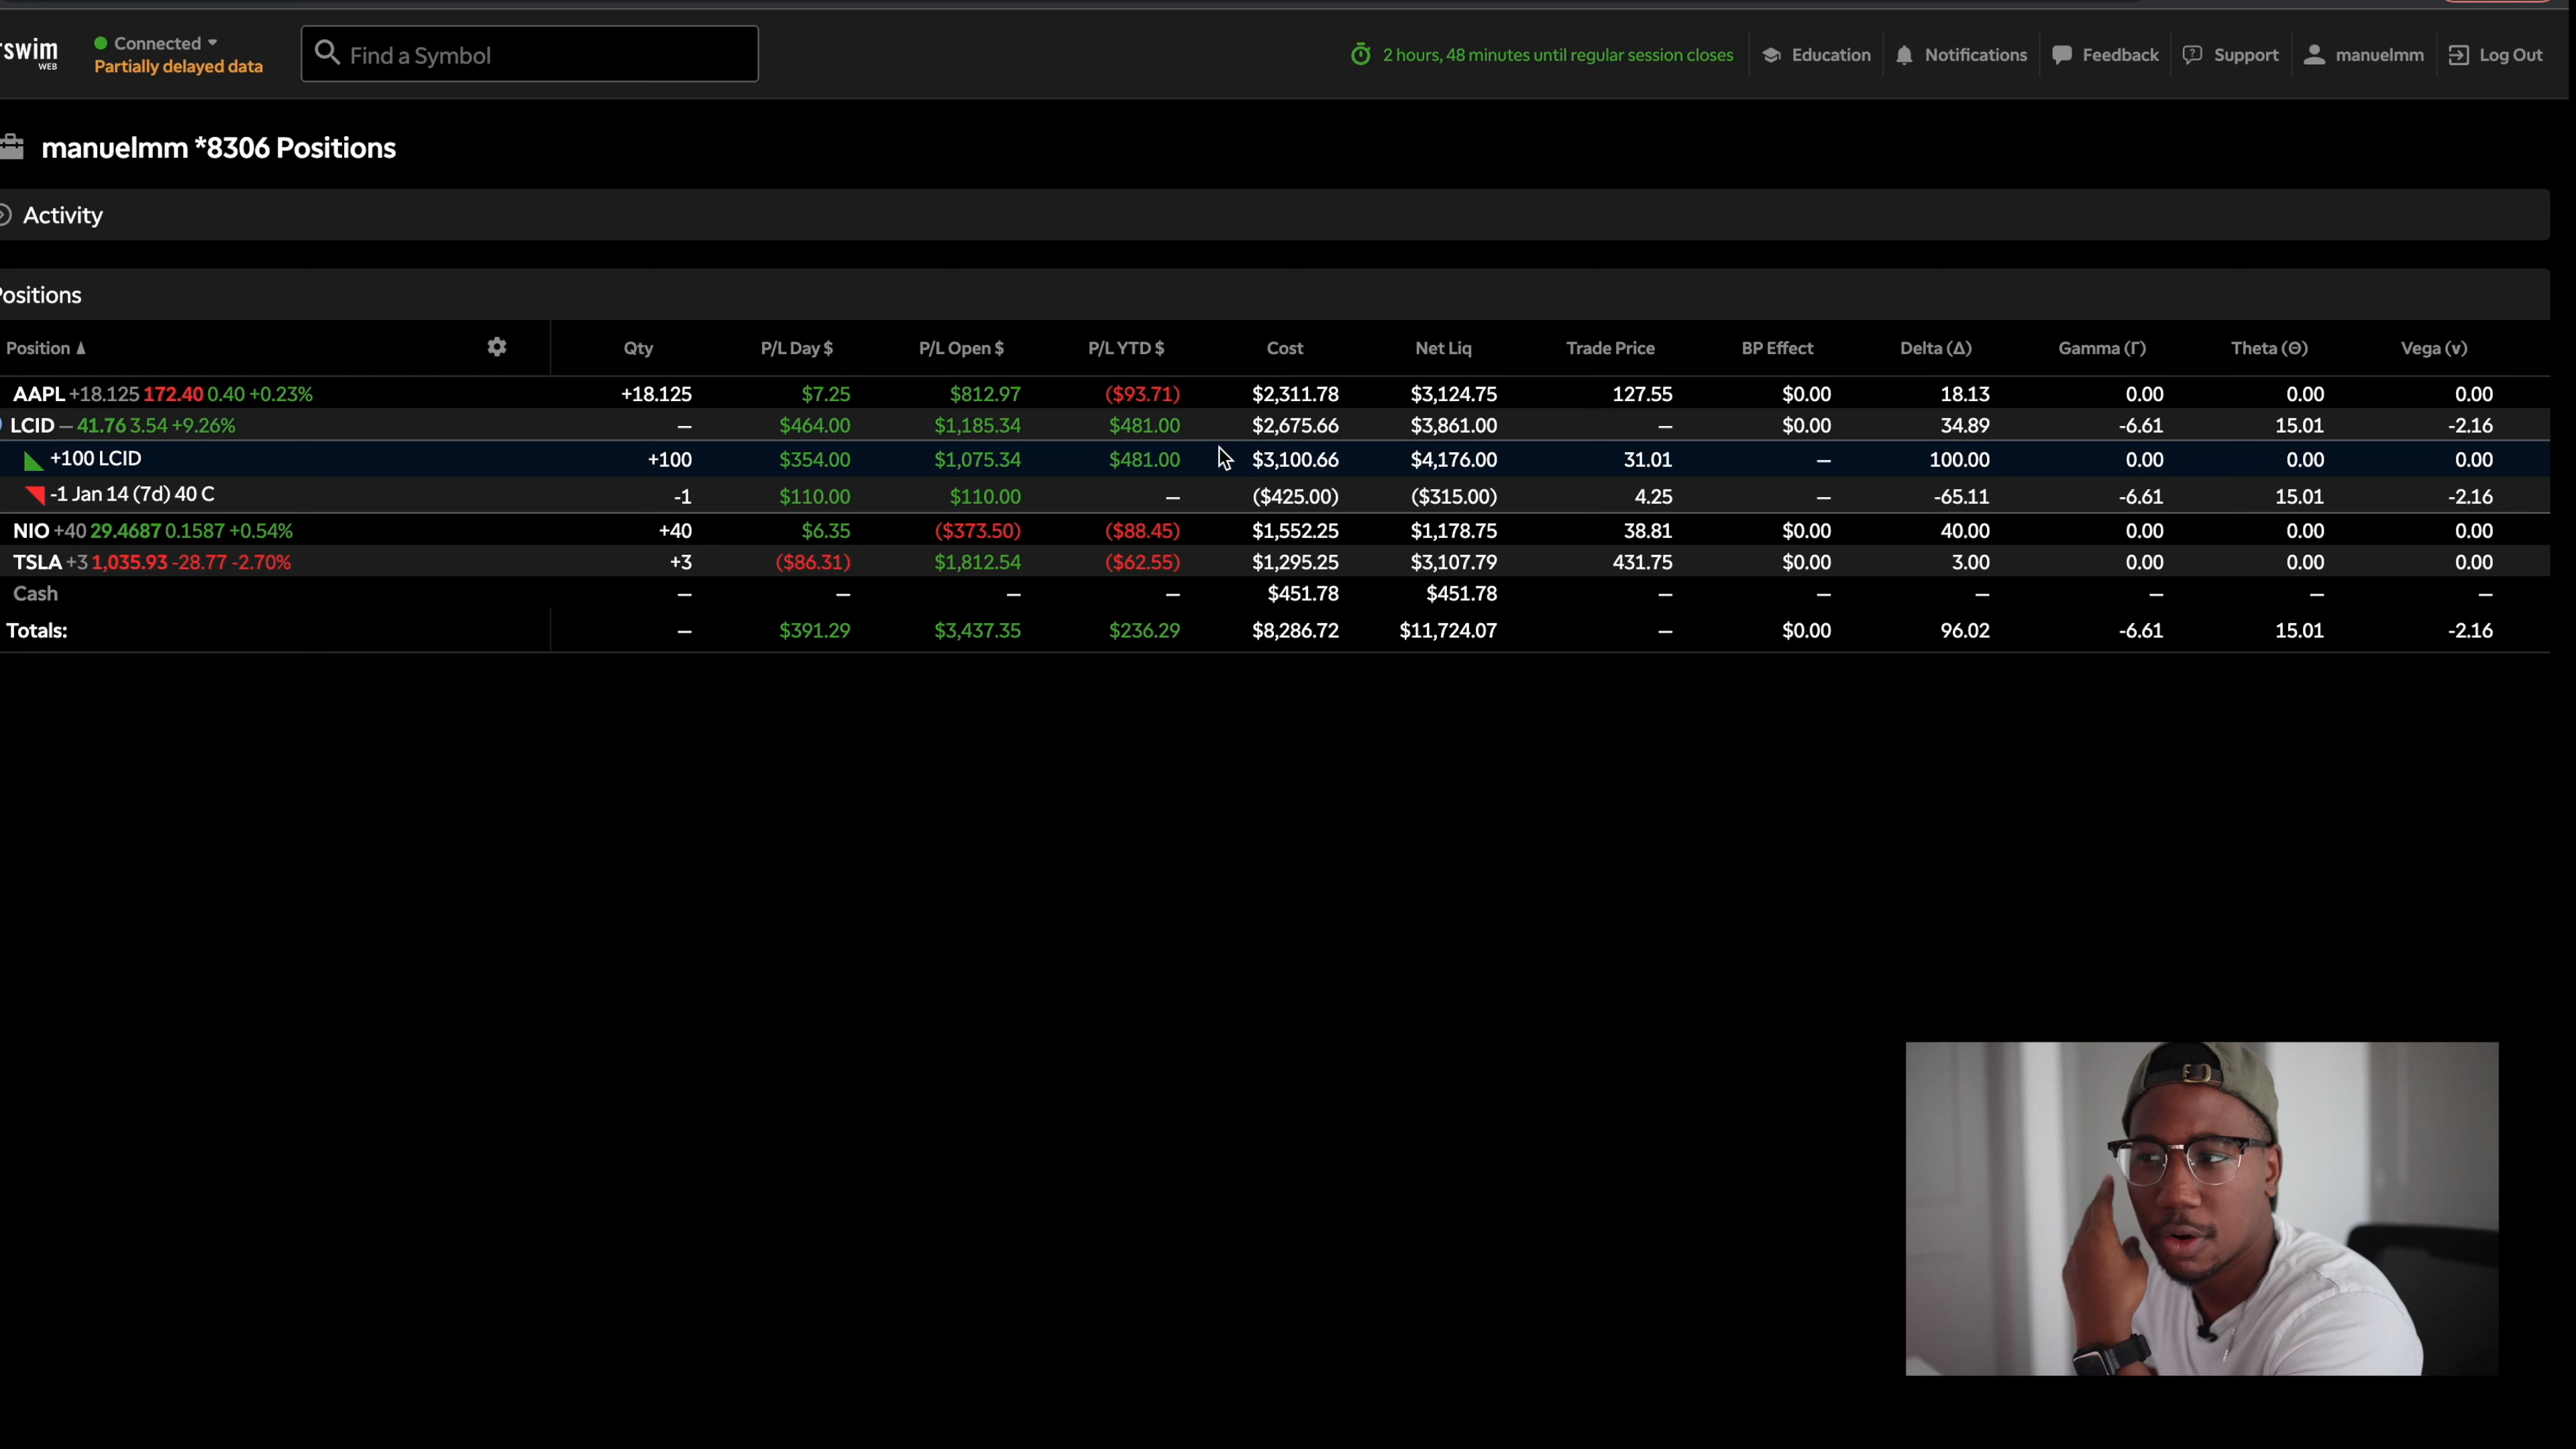 rswim
WEB
Connected
Partially delayed data
Find a Symbol
2 hours, 48 minutes until regular session closes
Education
Notifications
Feedback
Support
manuelmm
Log Out
manuelmm *8306 Positions
Activity
ositions
Position Qty P/L Day $ P/L Open $ P/L YTD $ Cost Net Liq Trade Price BP Effect Delta (Δ) Gamma (Γ) Theta (Θ) Vega (v)
AAPL +18.125 172.40 0.40 +0.23% +18.125 $7.25 $812.97 ($93.71) $2,311.78 $3,124.75 127.55 $0.00 18.13 0.00 0.00 0.00
LCID — 41.76 3.54 +9.26% — $464.00 $1,185.34 $481.00 $2,675.66 $3,861.00 — $0.00 34.89 -6.61 15.01 -2.16
+100 LCID +100 $354.00 $1,075.34 $481.00 $3,100.66 $4,176.00 31.01 — 100.00 0.00 0.00 0.00
-1 Jan 14 (7d) 40 C -1 $110.00 $110.00 — ($425.00) ($315.00) 4.25 — -65.11 -6.61 15.01 -2.16
NIO +40 29.4687 0.1587 +0.54% +40 $6.35 ($373.50) ($88.45) $1,552.25 $1,178.75 38.81 $0.00 40.00 0.00 0.00 0.00
TSLA +3 1,035.93 -28.77 -2.70% +3 ($86.31) $1,812.54 ($62.55) $1,295.25 $3,107.79 431.75 $0.00 3.00 0.00 0.00 0.00
Cash — — — — $451.78 $451.78 — — — — — —
Totals: — $391.29 $3,437.35 $236.29 $8,286.72 $11,724.07 — $0.00 96.02 -6.61 15.01 -2.16